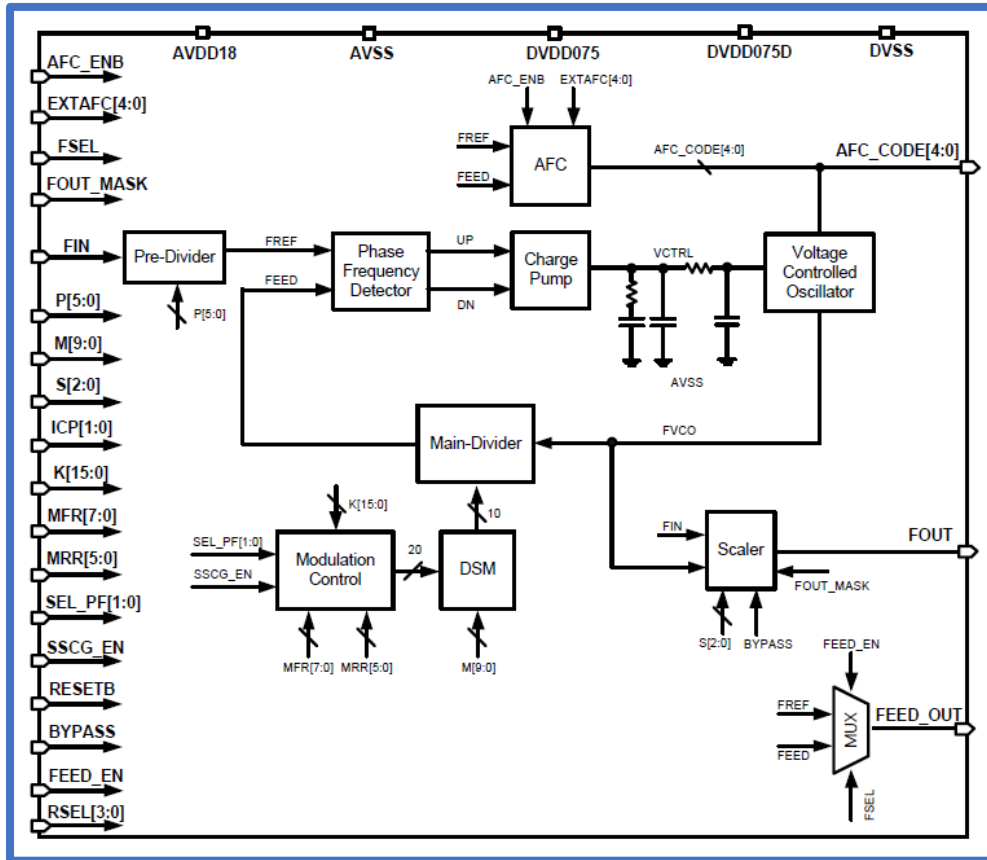 AVDD18
AVSS
DVDD075
DVDD075D
DVSS
AFC_ENB
EXTAFC[4:0]
FSEL
FOUT_MASK
FIN
P[5:0]
M[9:0]
S[2:0]
ICP[1:0]
K[15:0]
MFR[7:0]
MRR[5:0]
SEL_PF[1:0]
SSCG_EN
RESETB
BYPASS
FEED_EN
RSEL[3:0]
AFC_ENB
EXTAFC[4:0]
FREF
FEED
AFC
AFC_CODE[4:0]
AFC_CODE[4:0]
Pre-Divider
P[5:0]
FREF
FEED
Phase
Frequency
Detector
UP
DN
Charge
Pump
VCTRL
AVSS
Voltage
Controlled
Oscillator
Main-Divider
FVCO
10
K[15:0]
SEL_PF[1:0]
SSCG_EN
Modulation
Control
20
DSM
MFR[7:0]
MRR[5:0]
M[9:0]
FIN
Scaler
FOUT
FOUT_MASK
S[2:0]
BYPASS
FEED_EN
FREF
FEED
MUX
FEED_OUT
FSEL